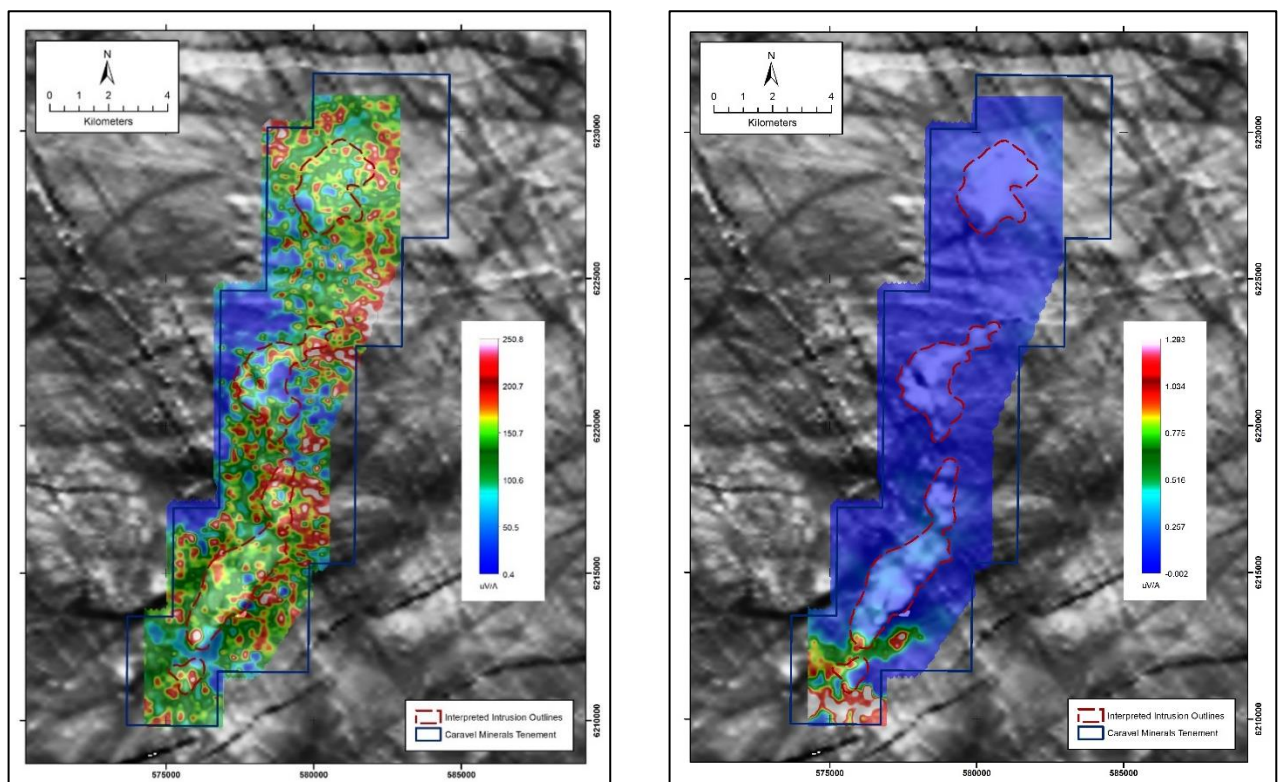 N
0 2 4
Kilometers
6230000
6225000
250.8
200.7
150.7
6220000
100.6
50.5
0.4
uV/A
6215000
Interpreted Intrusion Outlines
Caravel Minerals Tenement
6210000
575000 580000 585000
N
0 2 4
Kilometers
6230000
6225000
1.293
1.034
0.775
6220000
0.516
0.257
-0.002
uV/A
6215000
Interpreted Intrusion Outlines
Caravel Minerals Tenement
6210000
575000 580000 585000